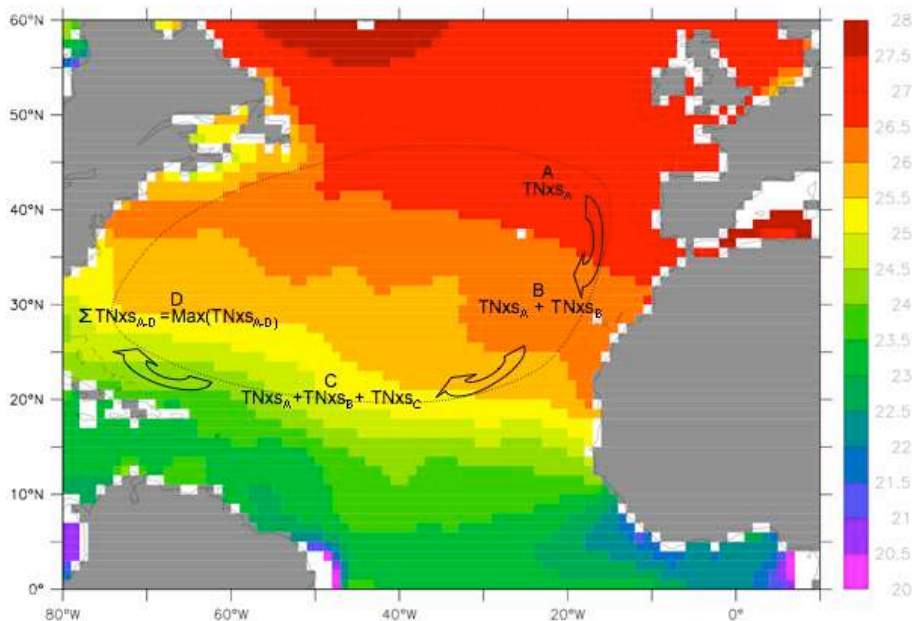 60°N
28
27.5
27
50°N
26.5
A
TNxs_A
26
40°N
25.5
25
B
30°N
TNxs_A + TNxs_B
24.5
D
Σ TNxs_A-D = Max(TNxs_A-D)
24
23.5
C
TNxs_A+TNxs_B+ TNxs_C
20°N
23
22.5
22
10°N
21.5
21
20.5
0°
20
80°W
60°W
40°W
20°W
0°